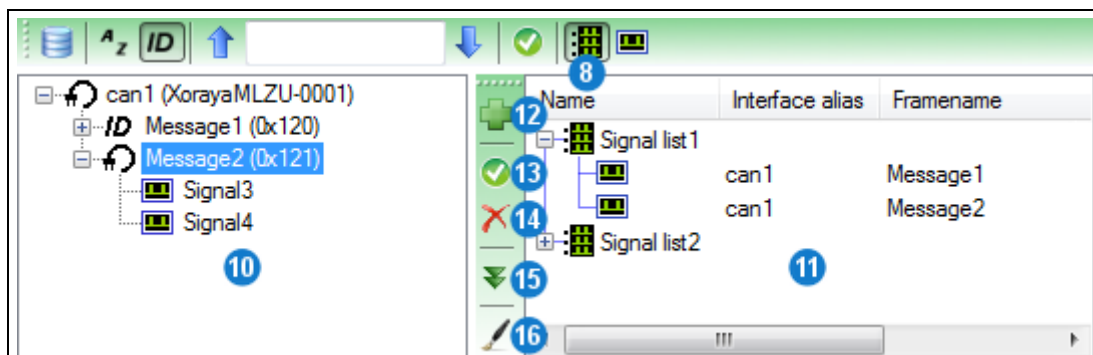 A Z ID
8
can1 (XorayaMLZU-0001)
ID Message1 (0x120)
Message2 (0x121)
Signal3
Signal4
10
12
13
14
15
16
Name Interface alias Framename
Signal list1
can1 Message1
can1 Message2
Signal list2
11